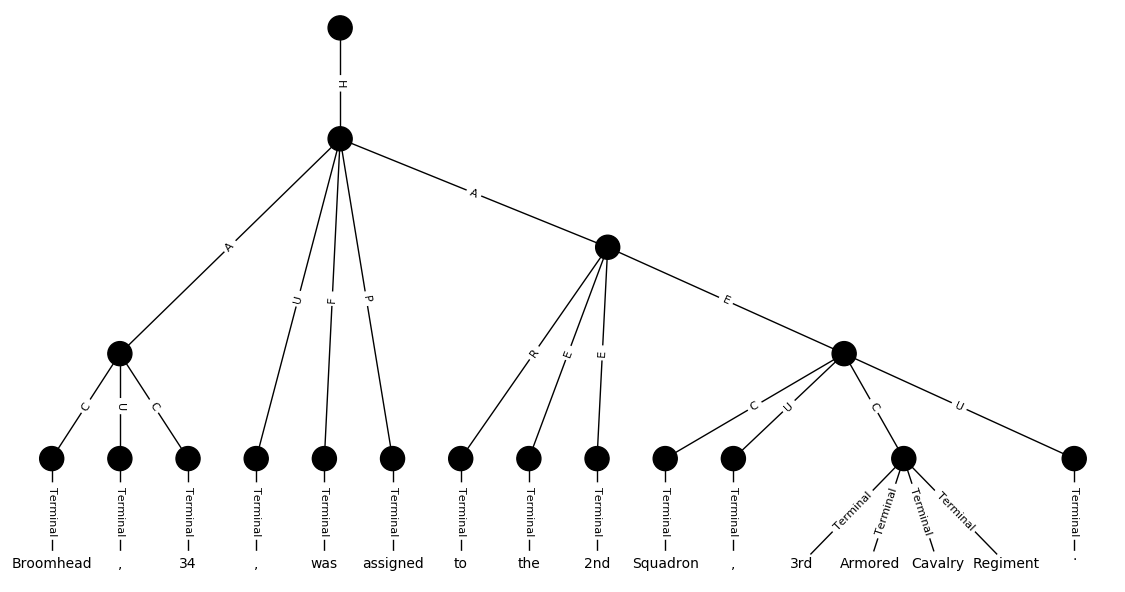 H
A
A
U
F
P
E
R
E
E
C
U
C
C
U
C
U
Terminal Terminal Terminal Terminal Terminal Terminal Terminal Terminal Terminal Terminal Terminal Terminal Terminal Terminal Terminal Terminal
Broomhead , 34 , was assigned to the 2nd Squadron , 3rd Armored Cavalry Regiment .